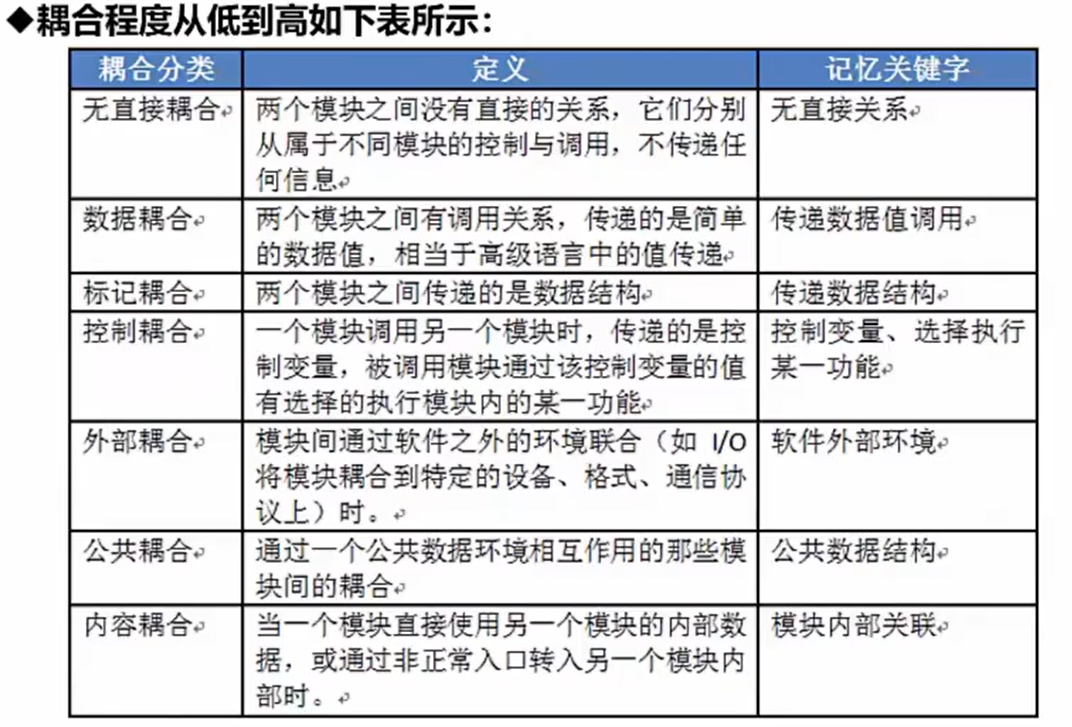 ◆耦合程度从低到高如下表所示：
耦合分类 定义 记忆关键字
无直接耦合 两个模块之间没有直接的关系，它们分别 无直接关系
从属于不同模块的控制与调用，不传递任
何信息
数据耦合 两个模块之间有调用关系，传递的是简单 传递数据值调用
的数据值，相当于高级语言中的值传递
标记耦合 两个模块之间传递的是数据结构 传递数据结构
控制耦合 一个模块调用另一个模块时，传递的是控 控制变量、选择执行
制变量，被调用模块通过该控制变量的值 某一功能
有选择的执行模块内的某一功能
外部耦合 模块间通过软件之外的环境联合（如 I/O 软件外部环境
将模块耦合到特定的设备、格式、通信协
议上）时。
公共耦合 通过一个公共数据环境相互作用的那些模 公共数据结构
块间的耦合
内容耦合 当一个模块直接使用另一个模块的内部数 模块内部关联
据，或通过非正常入口转入另一个模块内
部时。